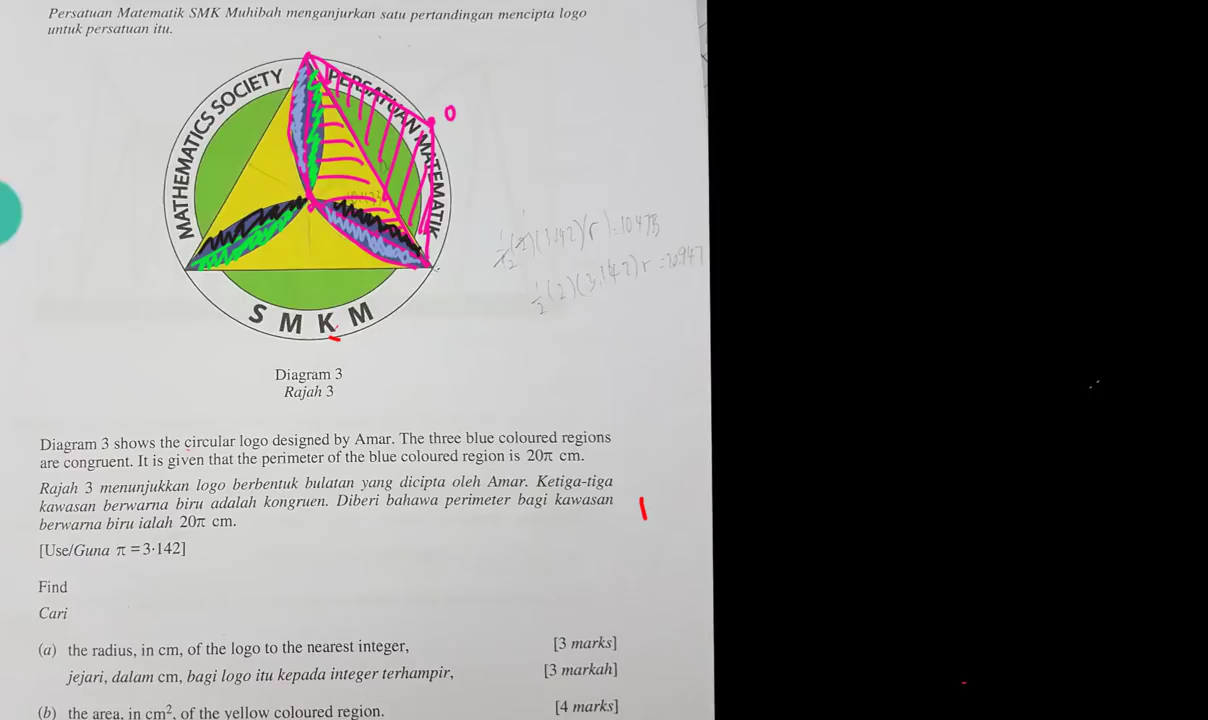 Persatuan Matematik SMK Muhibah menganjurkan satu pertandingan mencipta logo
untuk persatuan itu.
MATHEMATICS SOCIETY
PERSATUAN MATEMATIK
O
SMKM
Diagram 3
Rajah 3
Diagram 3 shows the circular logo designed by Amar. The three blue coloured regions
are congruent. It is given that the perimeter of the blue coloured region is 20π cm.
Rajah 3 menunjukkan logo berbentuk bulatan yang dicipta oleh Amar. Ketiga-tiga
kawasan berwarna biru adalah kongruen. Diberi bahawa perimeter bagi kawasan
berwarna biru ialah 20π cm.
[Use/Guna π = 3·142]
Find
Cari
(a) the radius, in cm, of the logo to the nearest integer, [3 marks]
jejari, dalam cm, bagi logo itu kepada integer terhampir, [3 markah]
(b) the area, in cm², of the yellow coloured region. [4 marks]